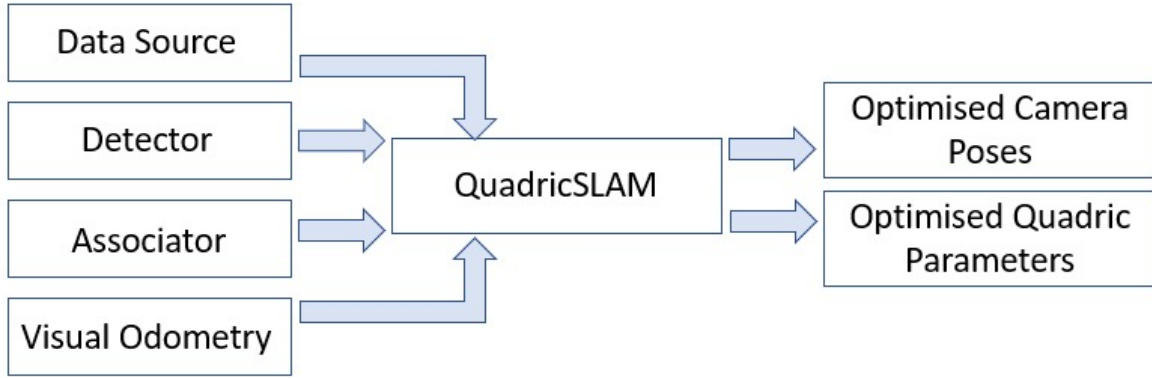 Data Source
Detector
Associator
Visual Odometry
QuadricSLAM
Optimised Camera
Poses
Optimised Quadric
Parameters